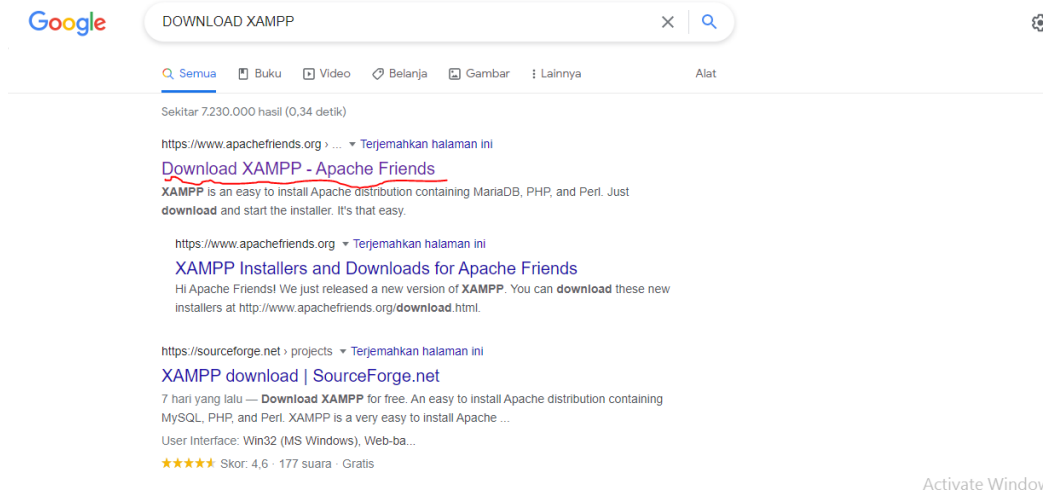 Google
DOWNLOAD XAMPP
Semua Buku Video Belanja Gambar Lainnya Alat
Sekitar 7.230.000 hasil (0,34 detik)
https://www.apachefriends.org › ... Terjemahkan halaman ini
Download XAMPP - Apache Friends
XAMPP is an easy to install Apache distribution containing MariaDB, PHP, and Perl. Just
download and start the installer. It's that easy.
https://www.apachefriends.org Terjemahkan halaman ini
XAMPP Installers and Downloads for Apache Friends
Hi Apache Friends! We just released a new version of XAMPP. You can download these new
installers at http://www.apachefriends.org/download.html.
https://sourceforge.net › projects Terjemahkan halaman ini
XAMPP download | SourceForge.net
7 hari yang lalu — Download XAMPP for free. An easy to install Apache distribution containing
MySQL, PHP, and Perl. XAMPP is a very easy to install Apache ...
User Interface: Win32 (MS Windows), Web-ba...
Skor: 4,6 · 177 suara · Gratis
Activate Window